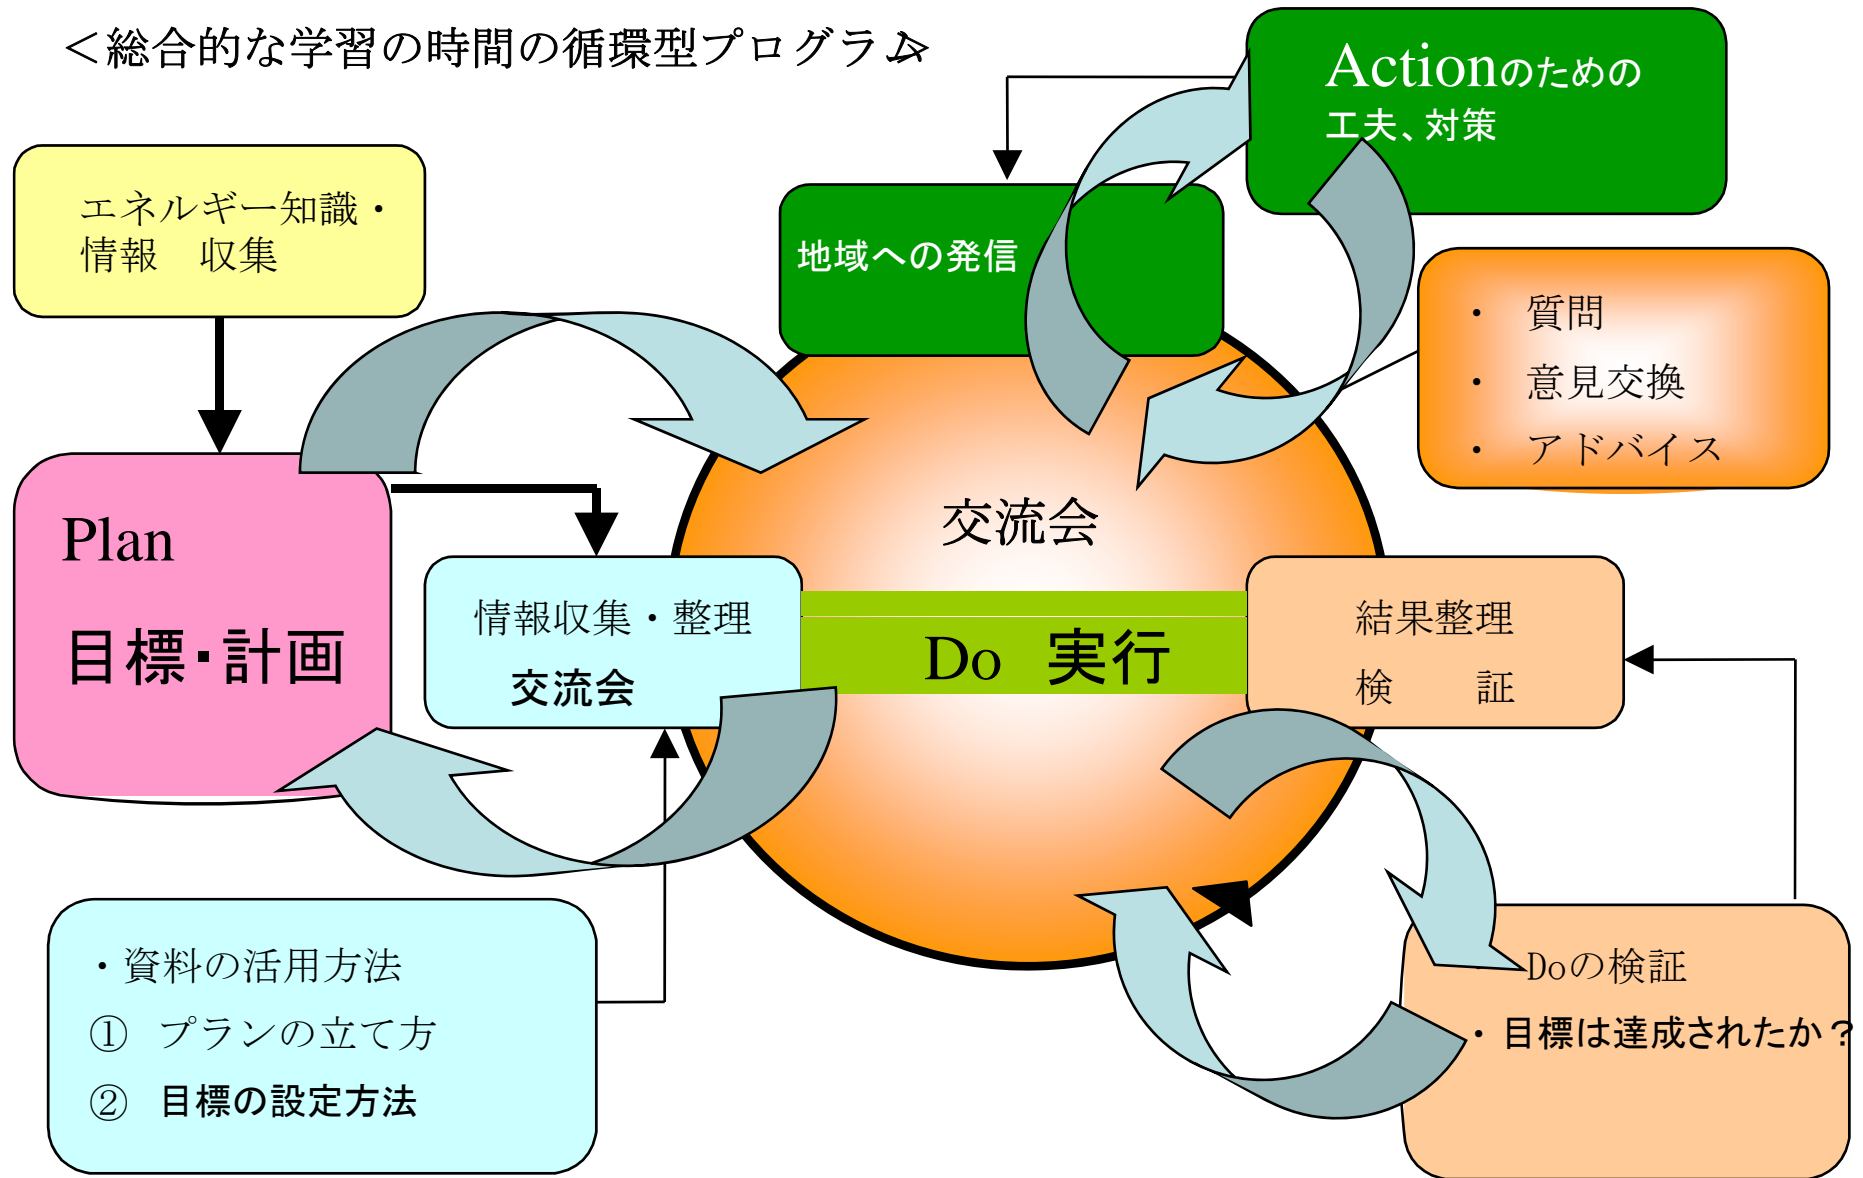 ＜総合的な学習の時間の循環型プログラム＞
Actionのための
工夫、対策
エネルギー知識・
情報　収集
地域への発信
・　質問
・　意見交換
・　アドバイス
交流会
Plan
目標・計画
情報収集・整理
交流会
Do　実行
結果整理
検　　証
・資料の活用方法
①　プランの立て方
②　目標の設定方法
Doの検証
・目標は達成されたか？